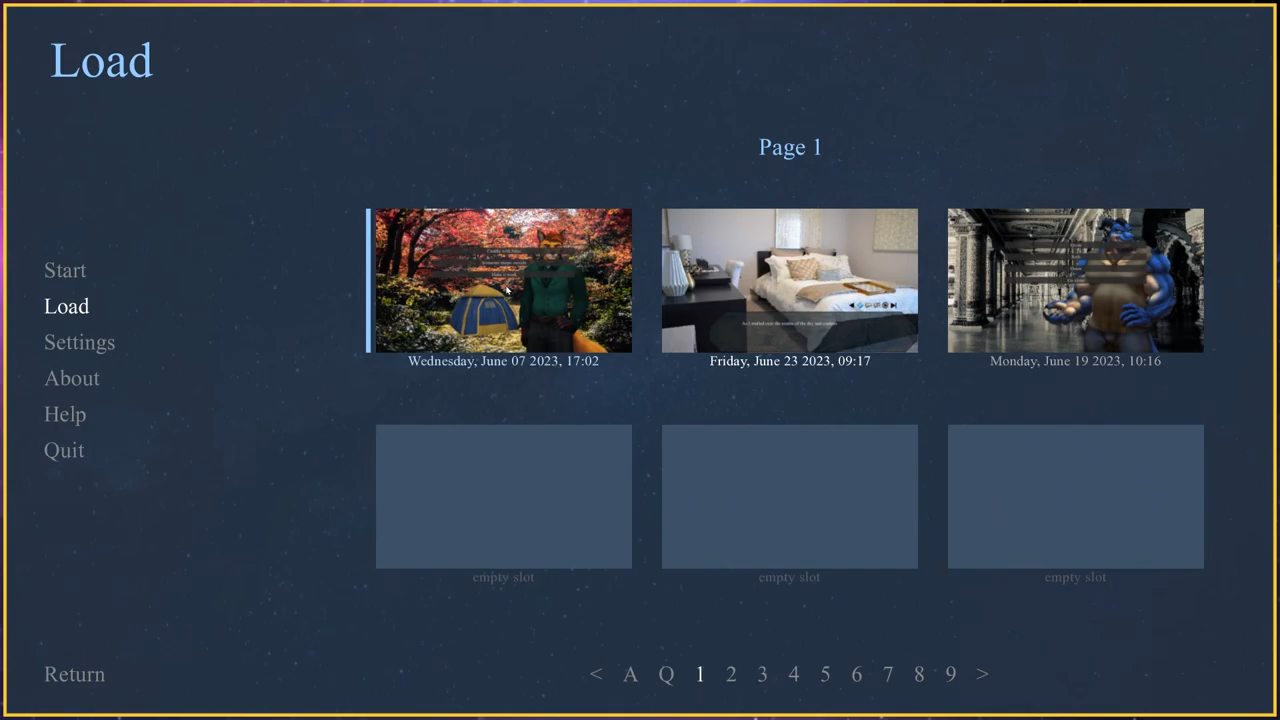 Load
Page 1
Start
Load
Settings
About
Help
Quit
Wednesday, June 07 2023, 17:02
Friday, June 23 2023, 09:17
Monday, June 19 2023, 10:16
empty slot
empty slot
empty slot
Return
< A Q 1 2 3 4 5 6 7 8 9 >